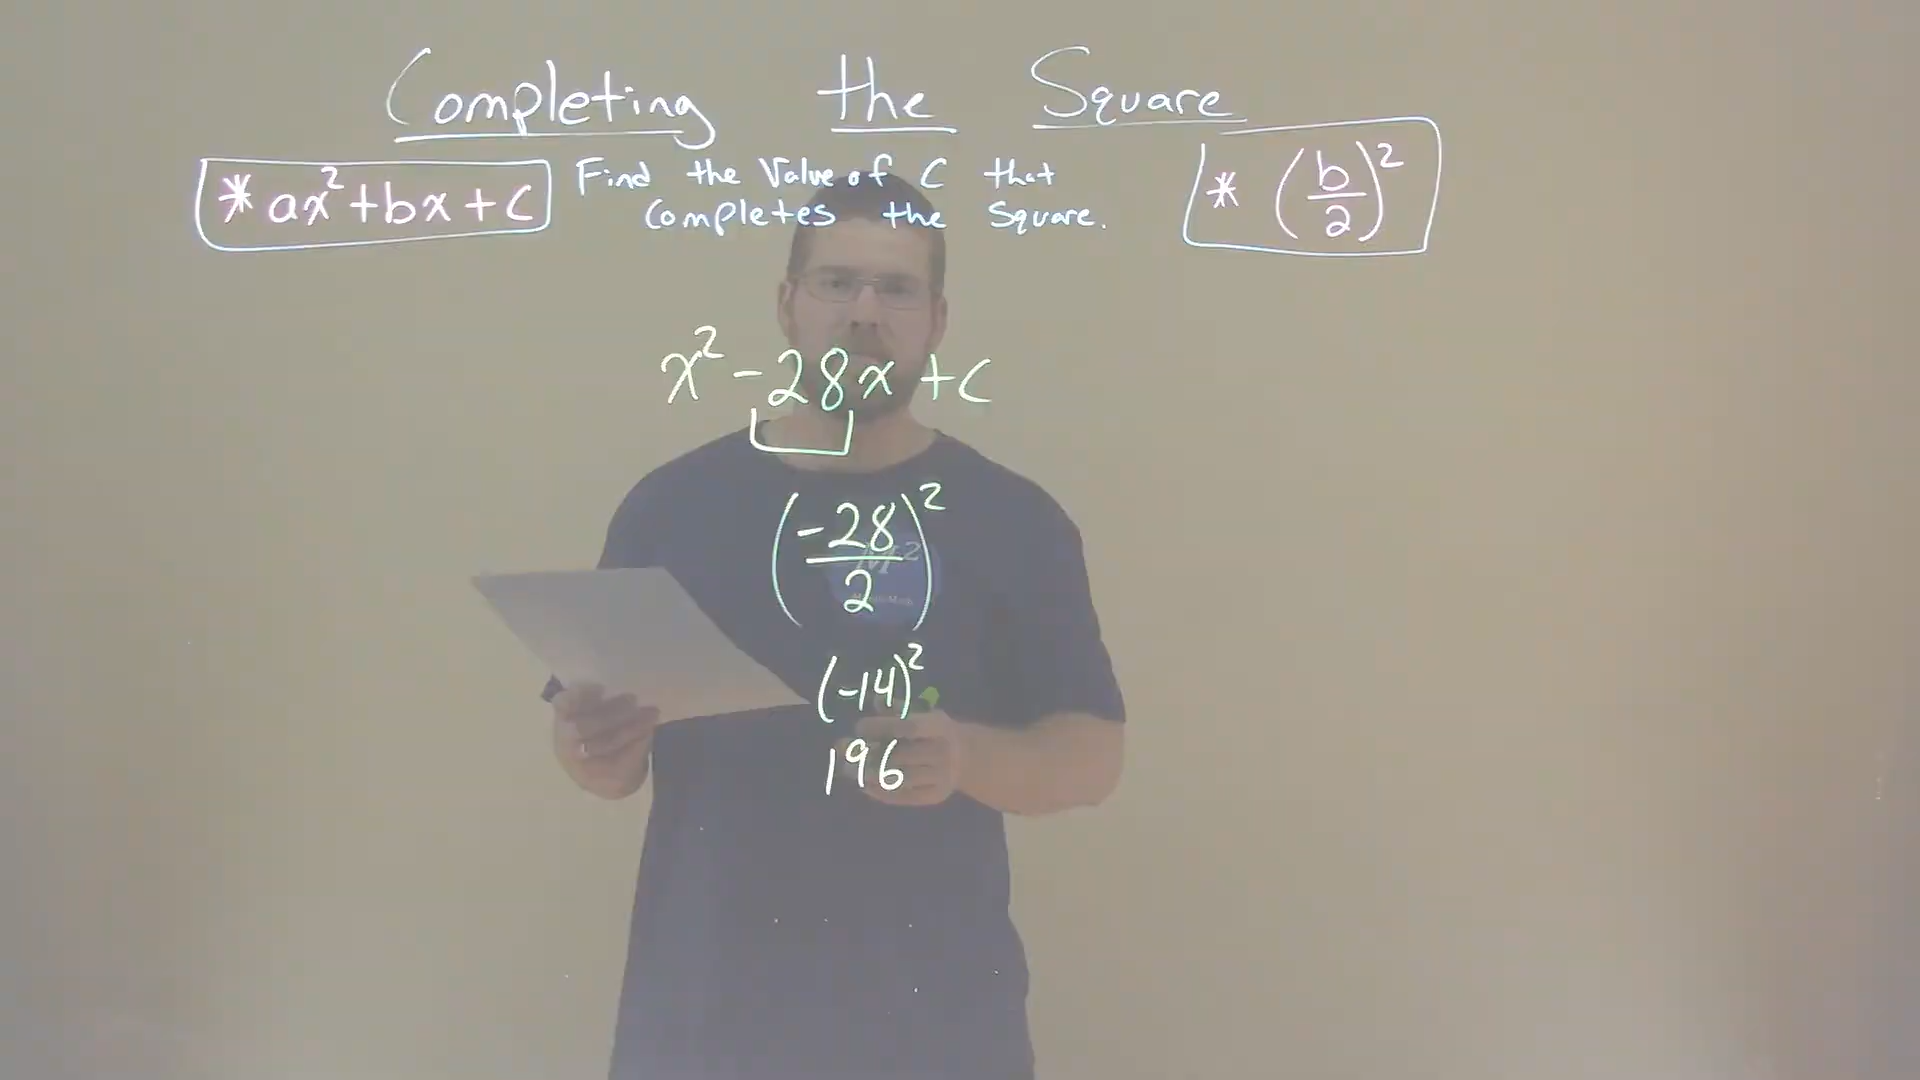 Completing the Square
* ax²+bx+c
Find the Value of C that
Completes the Square.
* (b/2)²
x² -28x +c
(-28/2)²
(-14)²
196